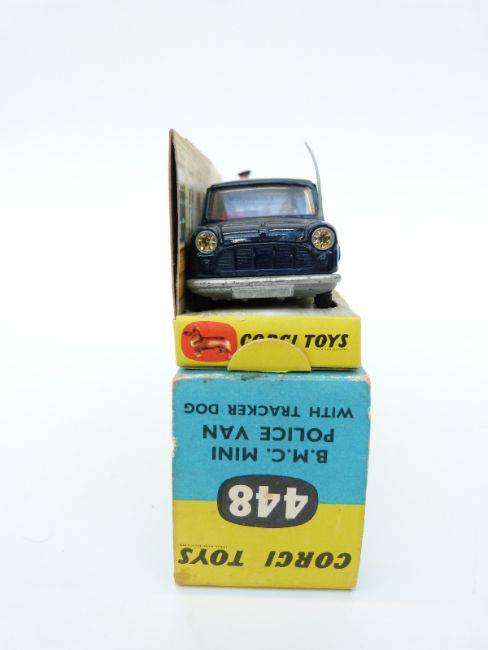 CORGI TOYS
CORGI TOYS
448
B.M.C. MINI
POLICE VAN
WITH TRACKER DOG